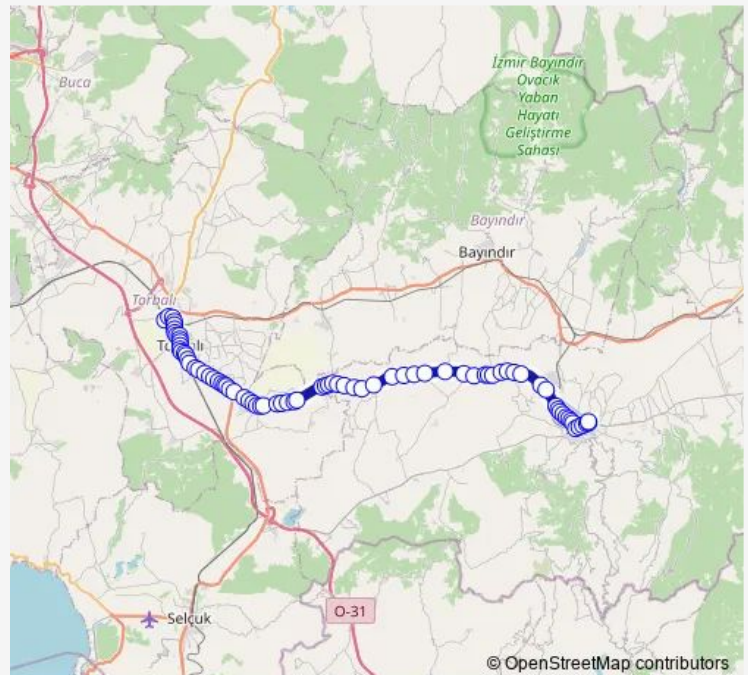 Buca
İzmir Bayındır
Ovacık
Yaban
Hayatı
Geliştirme
Sahası
Bayındır
Bayındır
Torbalı
O-31
Selçuk
© OpenStreetMap contributors